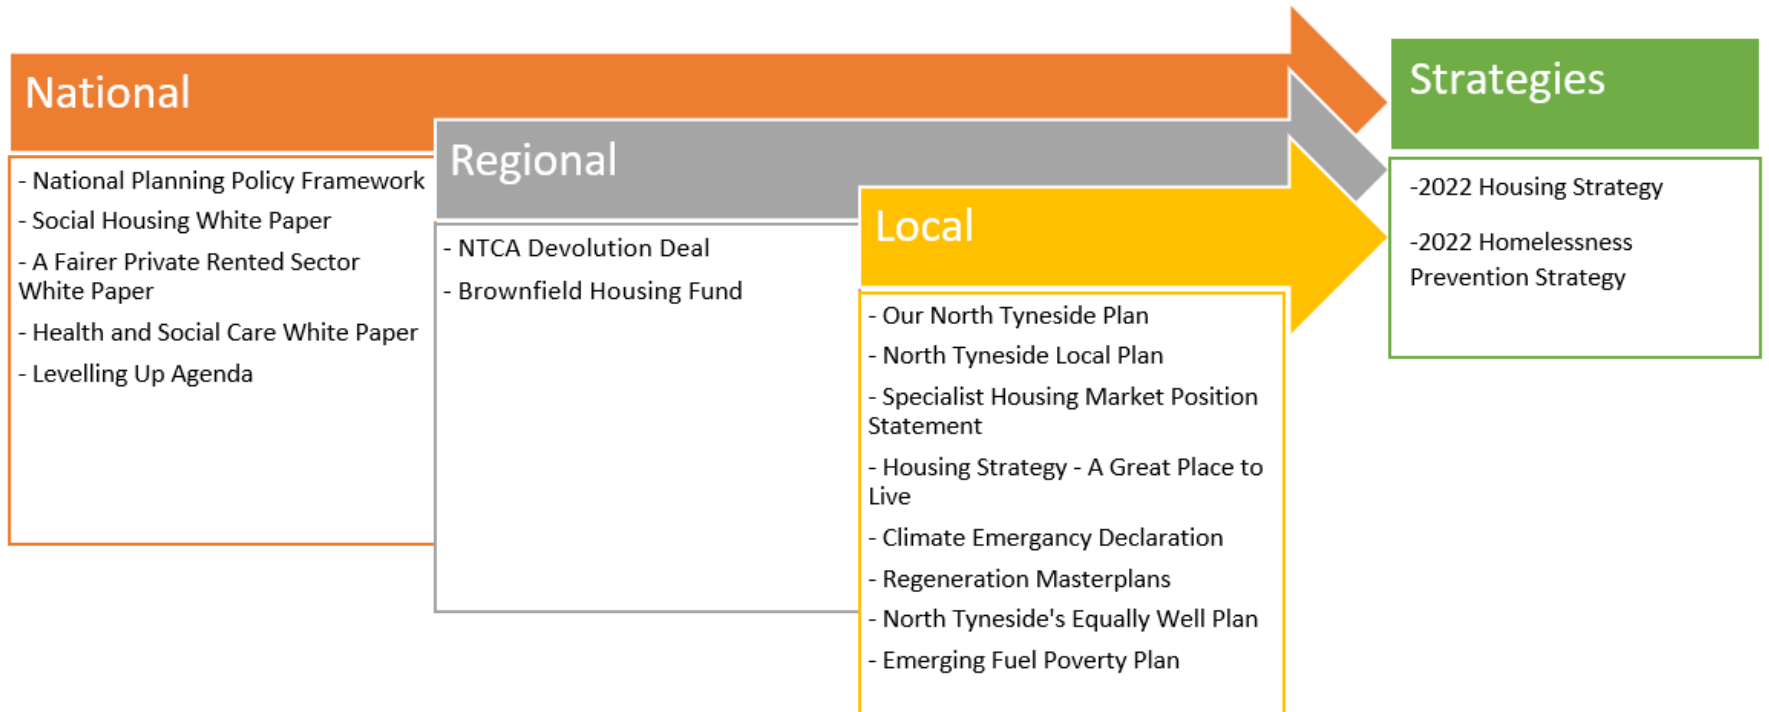 National
- National Planning Policy Framework
- Social Housing White Paper
- A Fairer Private Rented Sector
White Paper
- Health and Social Care White Paper
- Levelling Up Agenda
Regional
- NTCA Devolution Deal
- Brownfield Housing Fund
Local
- Our North Tyneside Plan
- North Tyneside Local Plan
- Specialist Housing Market Position
Statement
- Housing Strategy - A Great Place to
Live
- Climate Emergancy Declaration
- Regeneration Masterplans
- North Tyneside's Equally Well Plan
- Emerging Fuel Poverty Plan
Strategies
-2022 Housing Strategy
-2022 Homelessness
Prevention Strategy